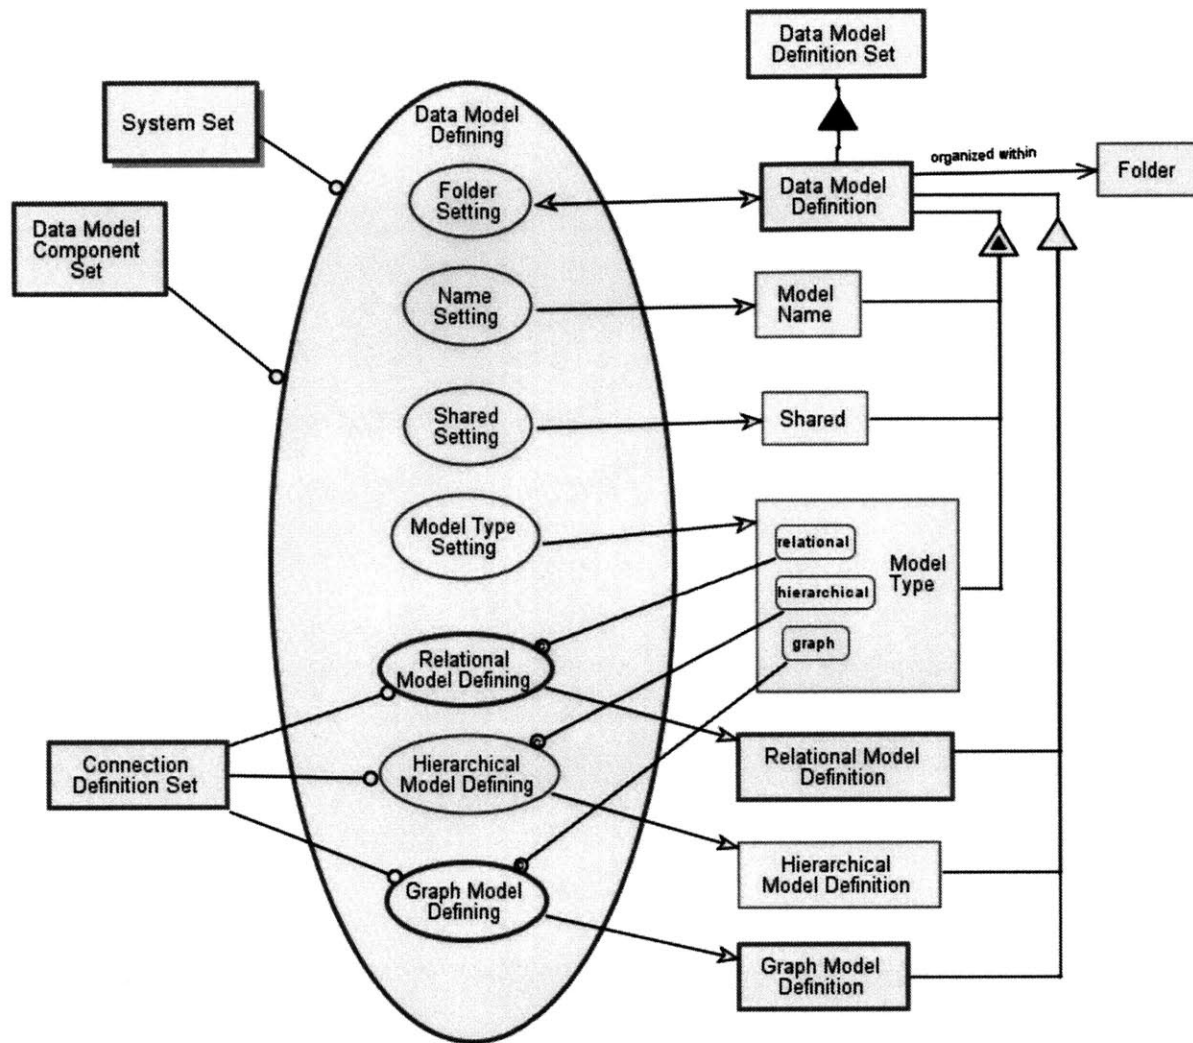 Data Model
Definition Set
System Set
Data Model
Defining
organized within
Folder
Folder
Setting
Data Model
Definition
Data Model
Component
Set
Name
Setting
Model
Name
Shared
Setting
Shared
Model Type
Setting
relational
Model
Type
hierarchical
graph
Relational
Model Defining
Connection
Definition Set
Hierarchical
Model Defining
Relational Model
Definition
Hierarchical
Model Definition
Graph Model
Defining
Graph Model
Definition